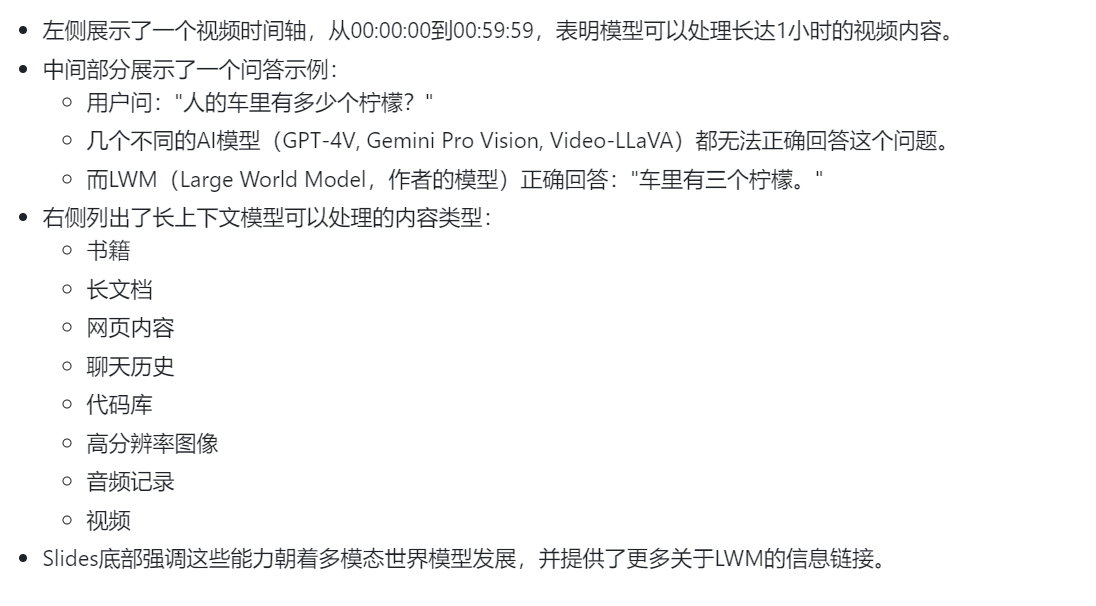 左侧展示了一个视频时间轴，从00:00:00到00:59:59，表明模型可以处理长达1小时的视频内容。
中间部分展示了一个问答示例：
用户问："人的车里有多少个柠檬？"
几个不同的AI模型（GPT-4V, Gemini Pro Vision, Video-LLaVA）都无法正确回答这个问题。
而LWM（Large World Model，作者的模型）正确回答："车里有三个柠檬。"
右侧列出了长上下文模型可以处理的内容类型：
书籍
长文档
网页内容
聊天历史
代码库
高分辨率图像
音频记录
视频
Slides底部强调这些能力朝着多模态世界模型发展，并提供了更多关于LWM的信息链接。